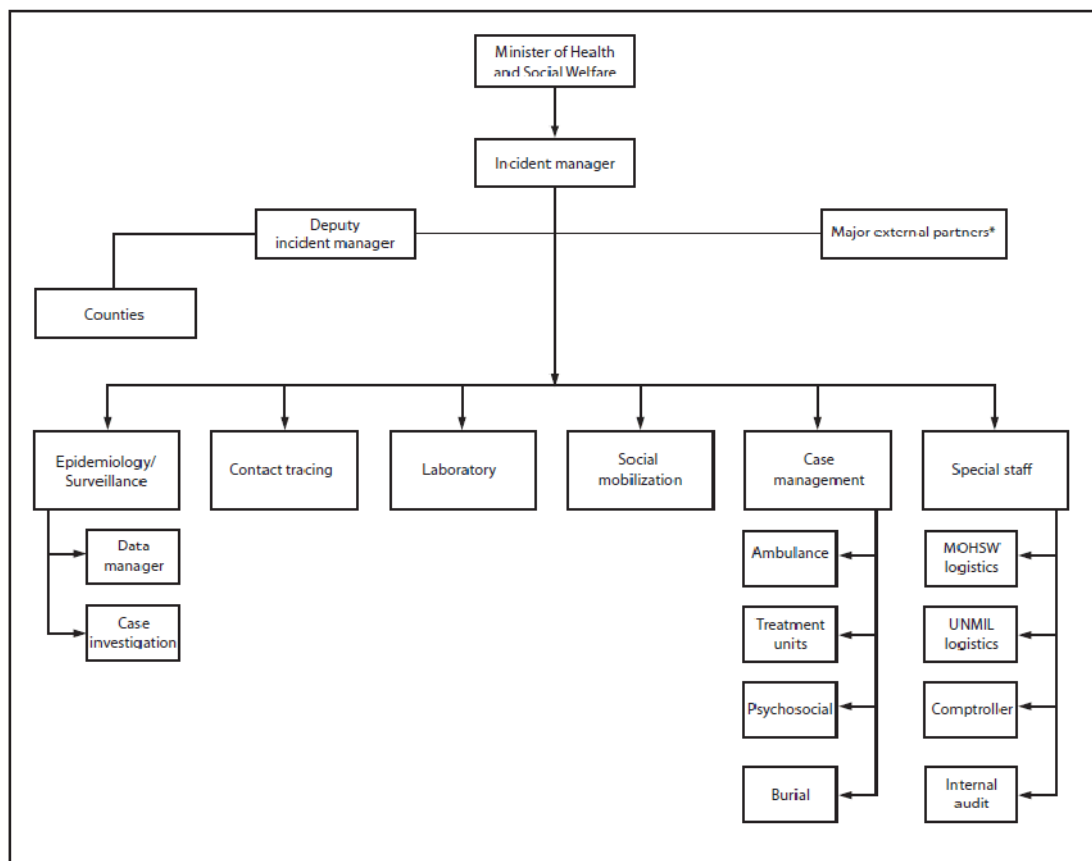 Minister of Health
and Social Welfare
Incident manager
Deputy
incident manager
Major external partners*
Counties
Epidemiology/
Surveillance
Contact tracing
Laboratory
Social
mobilization
Case
management
Special staff
Data
manager
Case
investigation
Ambulance
Treatment
units
Psychosocial
Burial
MOHSW
logistics
UNMIL
logistics
Comptroller
Internal
audit